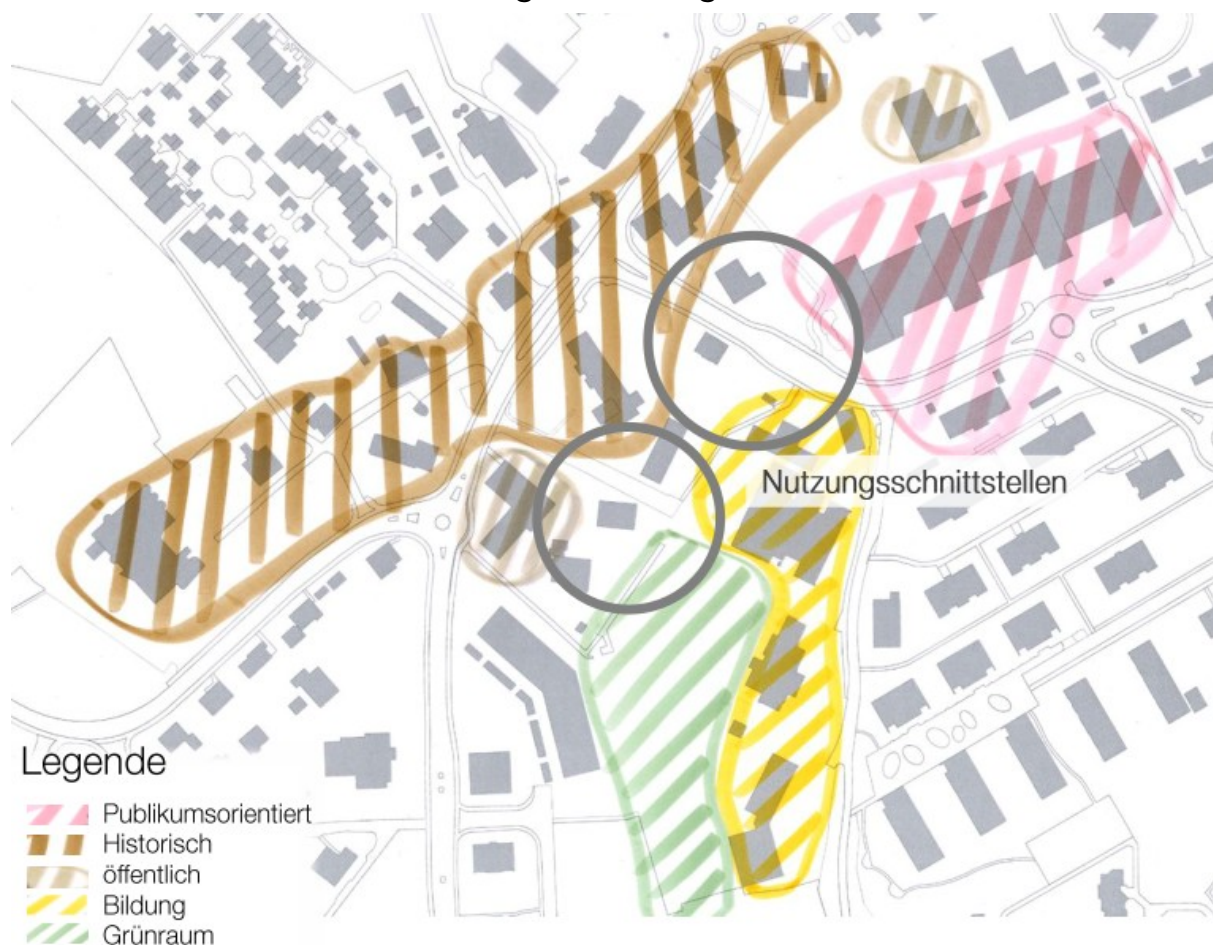 Nutzungsschnittstellen
Legende
Publikumsorientiert
Historisch
öffentlich
Bildung
Grünraum